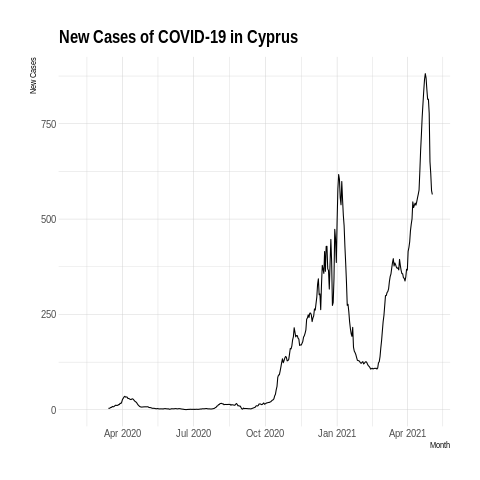 New Cases of COVID-19 in Cyprus
New Cases
750
500
250
0
Apr 2020 Jul 2020 Oct 2020 Jan 2021 Apr 2021
Month